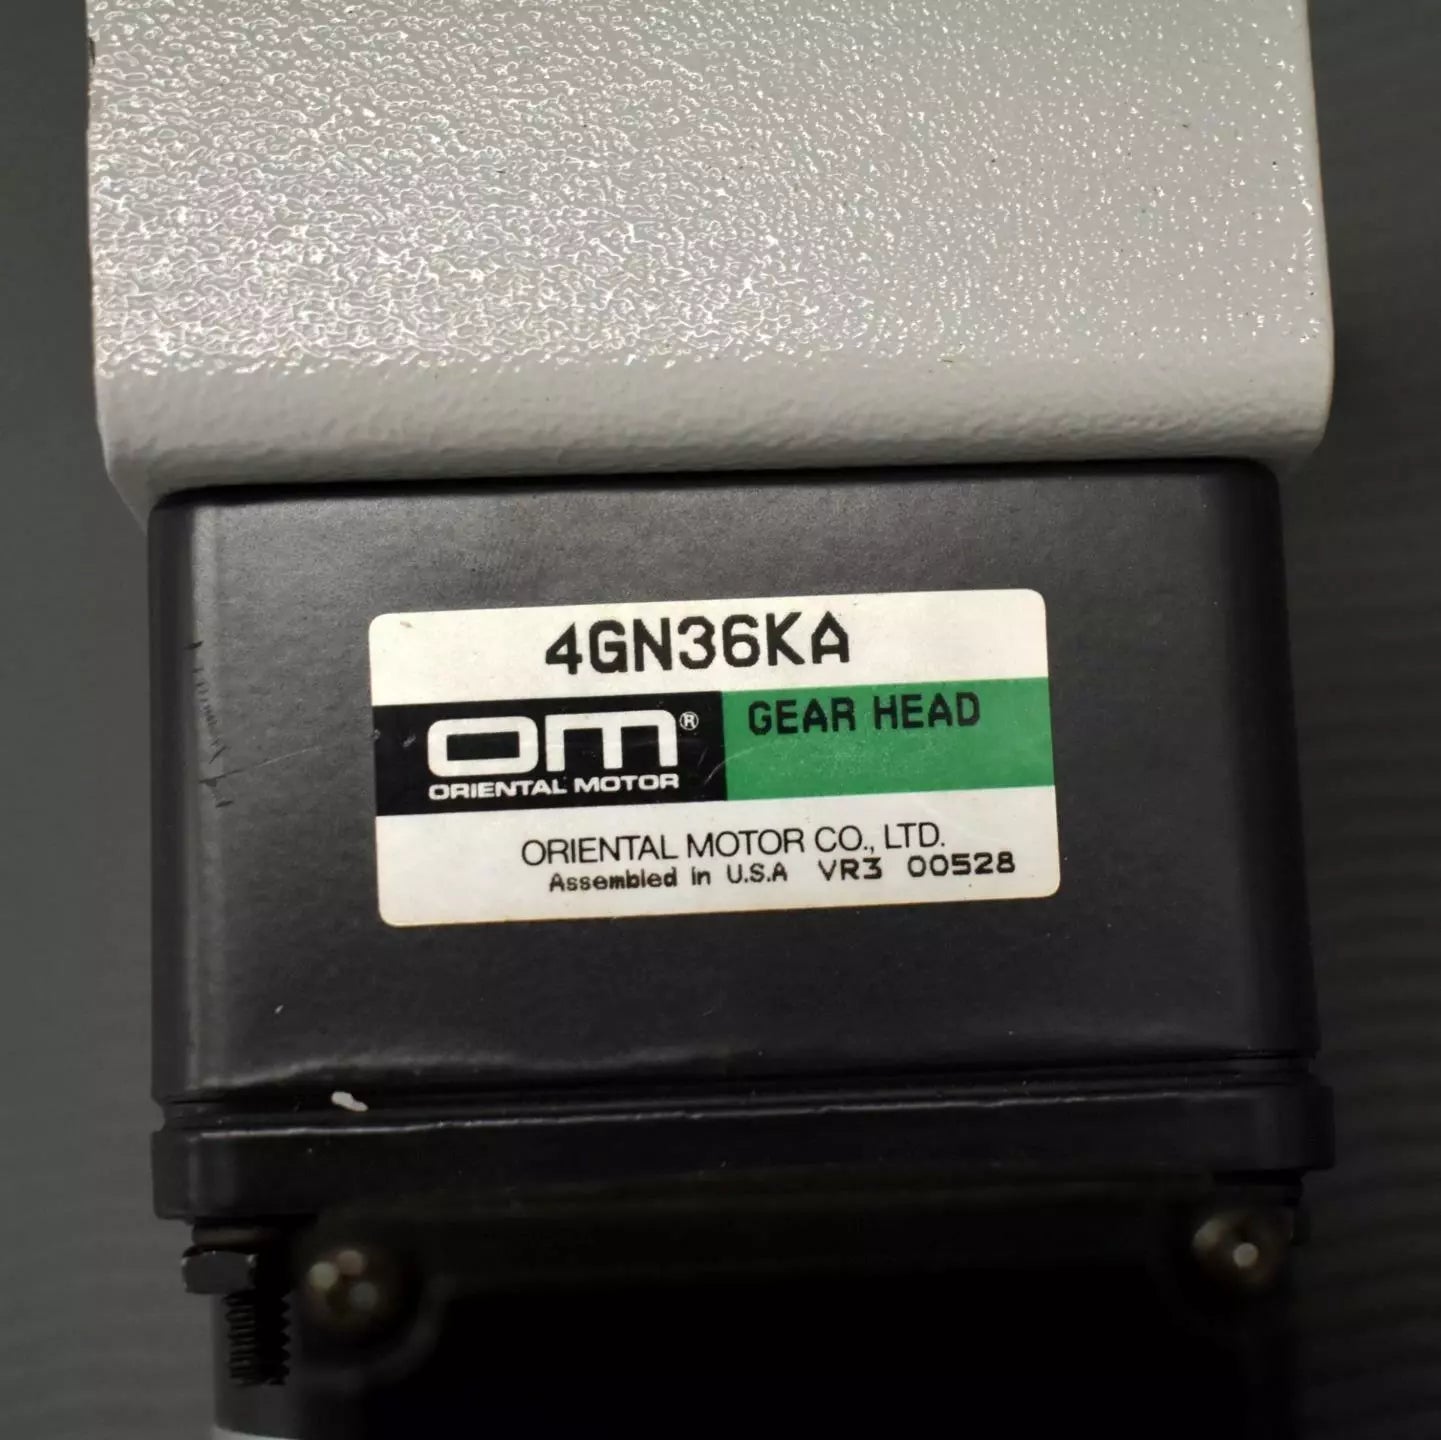 4GN36KA
OM®
ORIENTAL MOTOR
GEAR HEAD
ORIENTAL MOTOR CO., LTD.
Assembled in U.S.A VR3 00528